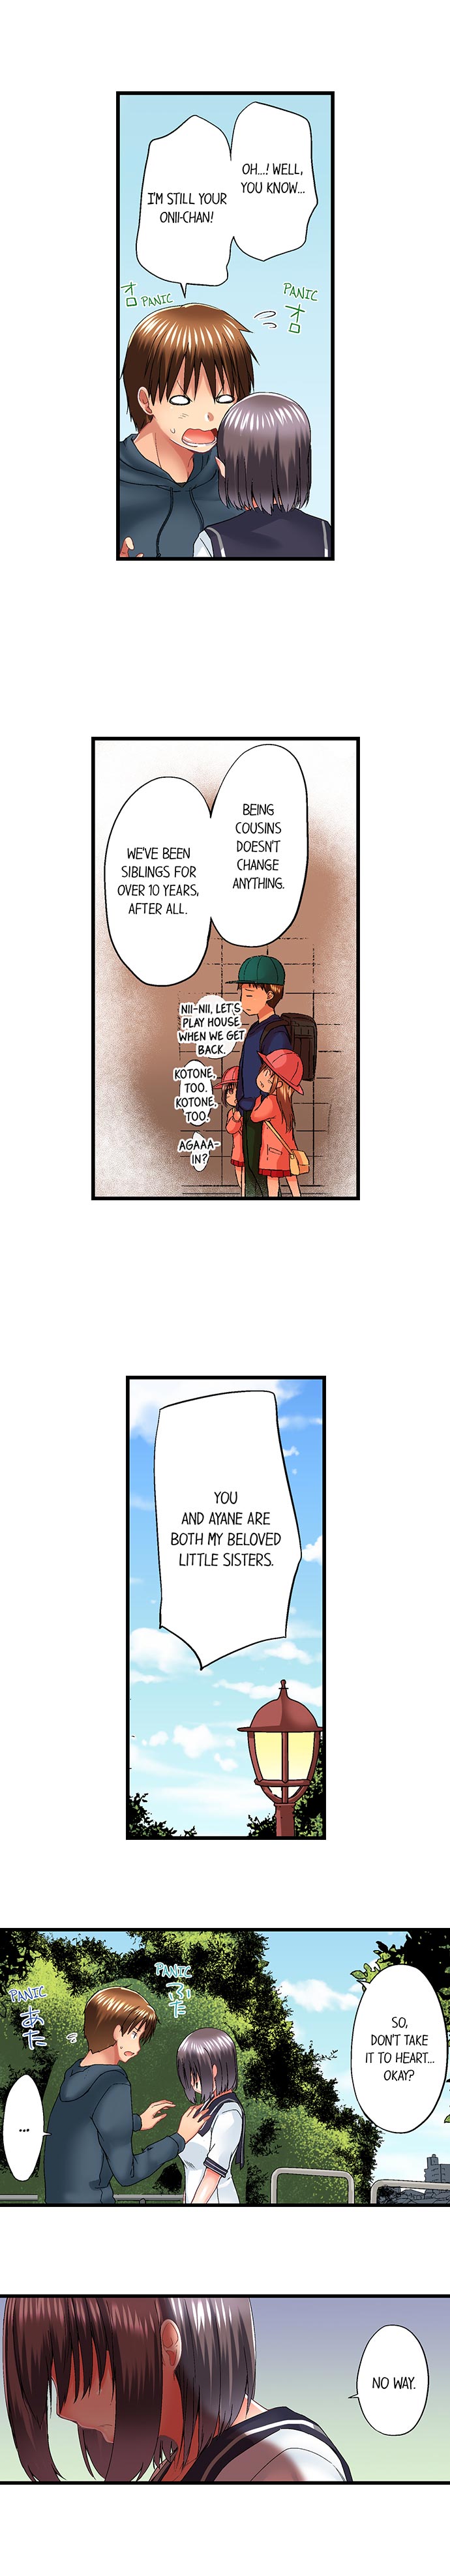 OH...! WELL,
YOU KNOW...
I'M STILL YOUR
ONII-CHAN!
PANIC
オロ
PANIC
オロ
BEING
COUSINS
DOESN'T
CHANGE
ANYTHING.
WE'VE BEEN
SIBLINGS FOR
OVER 10 YEARS,
AFTER ALL.
NII-NII, LET'S
PLAY HOUSE
WHEN WE GET
BACK.
KOTONE,
TOO.
KOTONE,
TOO!
AGAAA-
IN?
YOU
AND AYANE ARE
BOTH MY BELOVED
LITTLE SISTERS.
SO,
DON'T TAKE
IT TO HEART...
OKAY?
PANIC
ふた
PANIC
あた
...
NO WAY.